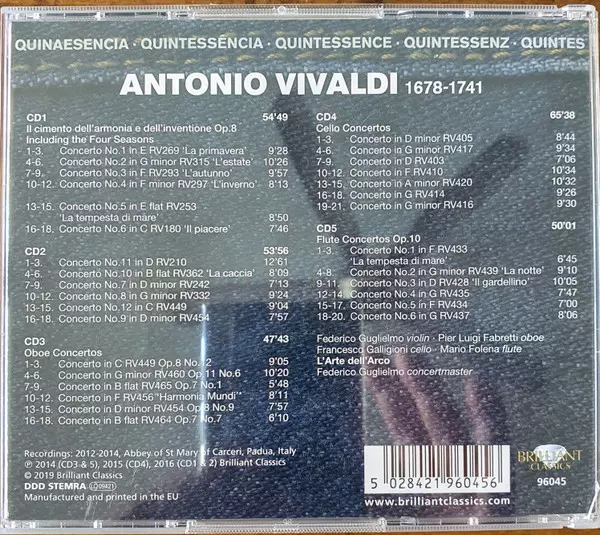 QUINAESENCIA · QUINTESSÊNCIA · QUINTESSENCE · QUINTESSENZ · QUINTES
ANTONIO VIVALDI 1678-1741
CD1 54'49
Il cimento dell'armonia e dell'inventione Op.8
Including the Four Seasons
1-3. Concerto No.1 in E RV269 'La primavera' 9'28
4-6. Concerto No.2 in G minor RV315 'L'estate' 10'26
7-9. Concerto No.3 in F RV293 'L'autunno' 9'57
10-12. Concerto No.4 in F minor RV297 'L'inverno' 8'13
13-15. Concerto No.5 in E flat RV253
'La tempesta di mare' 8'50
16-18. Concerto No.6 in C RV180 'Il piacere' 7'46
CD2 53'56
1-3. Concerto No.11 in D RV210 12'61
4-6. Concerto No.10 in B flat RV362 'La caccia' 8'09
7-9. Concerto No.7 in D minor RV242 7'13
10-12. Concerto No.8 in G minor RV332 9'24
13-15. Concerto No.12 in C RV449 9'04
16-18. Concerto No.9 in D minor RV454 7'57
CD3 47'43
Oboe Concertos
1-3. Concerto in C RV449 Op.8 No. 2 9'05
4-6. Concerto in G minor RV460 Op.11 No.6 10'20
7-9. Concerto in B flat RV465 Op.7 No.1 5'48
10-12. Concerto in F RV456 "Harmonia Mundi" 8'11
13-15. Concerto in D minor RV454 Op.8 No.9 7'57
16-18. Concerto in B flat RV464 Op.7 No.7 6'10
CD4 65'38
Cello Concertos
1-3. Concerto in D minor RV405 8'44
4-6. Concerto in G minor RV417 9'34
7-9. Concerto in D RV403 7'06
10-12. Concerto in F RV410 10'34
13-15. Concerto in A minor RV420 10'32
16-18. Concerto in G RV414 9'26
19-21. Concerto in G minor RV416 9'30
CD5 50'01
Flute Concertos Op.10
1-3. Concerto No.1 in F RV433
'La tempesta di mare' 6'45
4-8. Concerto No.2 in G minor RV439 'La notte' 9'10
9-11. Concerto No.3 in D RV428 'Il gardellino' 10'05
12-14. Concerto No.4 in G RV435 7'47
15-17. Concerto No.5 in F RV434 7'00
18-20. Concerto No.6 in G RV437 8'06
Federico Guglielmo violin · Pier Luigi Fabretti oboe
Francesco Galligioni cello · Mario Folena flute
L'Arte dell'Arco
Federico Guglielmo concertmaster
Recordings: 2012-2014, Abbey of St Mary of Carceri, Padua, Italy
℗ 2014 (CD3 & 5), 2015 (CD4), 2016 (CD1 & 2) Brilliant Classics
© 2019 Brilliant Classics
DDD STEMRA LC 09421
Manufactured and printed in the EU
5 028421 960456
www.brilliantclassics.com
BRILLIANT
CLASSICS
96045